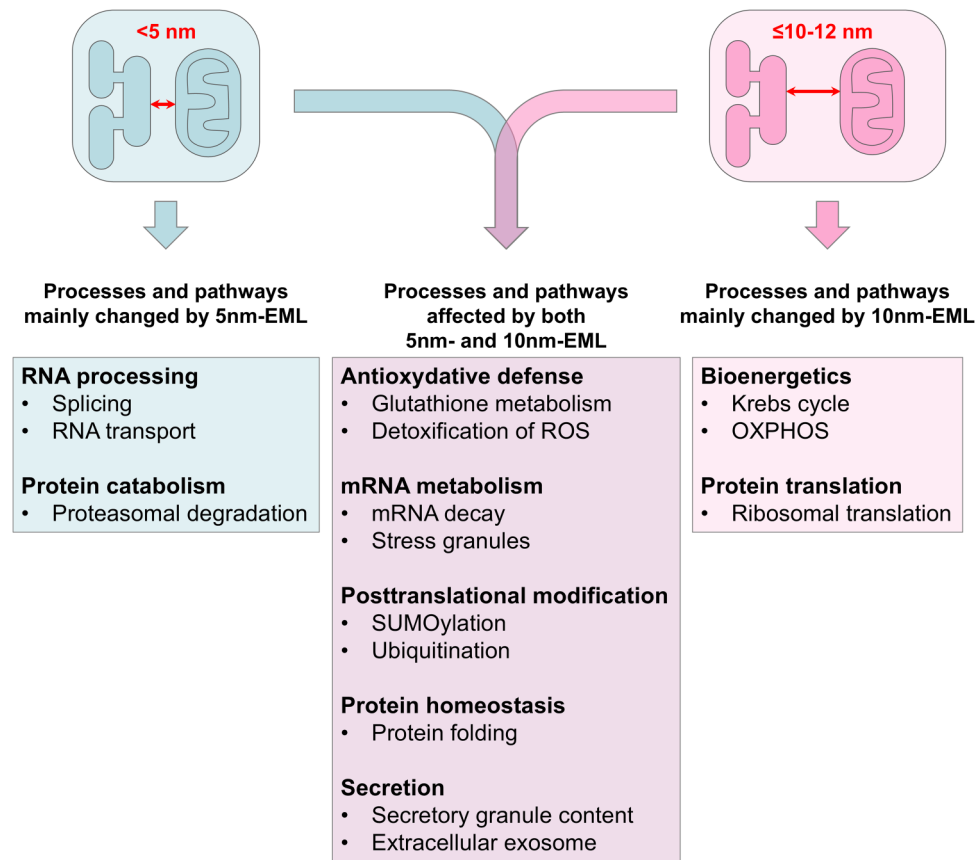 <5 nm
≤10-12 nm
Processes and pathways
mainly changed by 5nm-EML
Processes and pathways
affected by both
5nm- and 10nm-EML
Processes and pathways
mainly changed by 10nm-EML
RNA processing
• Splicing
• RNA transport
Protein catabolism
• Proteasomal degradation
Antioxydative defense
• Glutathione metabolism
• Detoxification of ROS
mRNA metabolism
• mRNA decay
• Stress granules
Posttranslational modification
• SUMOylation
• Ubiquitination
Protein homeostasis
• Protein folding
Secretion
• Secretory granule content
• Extracellular exosome
Bioenergetics
• Krebs cycle
• OXPHOS
Protein translation
• Ribosomal translation